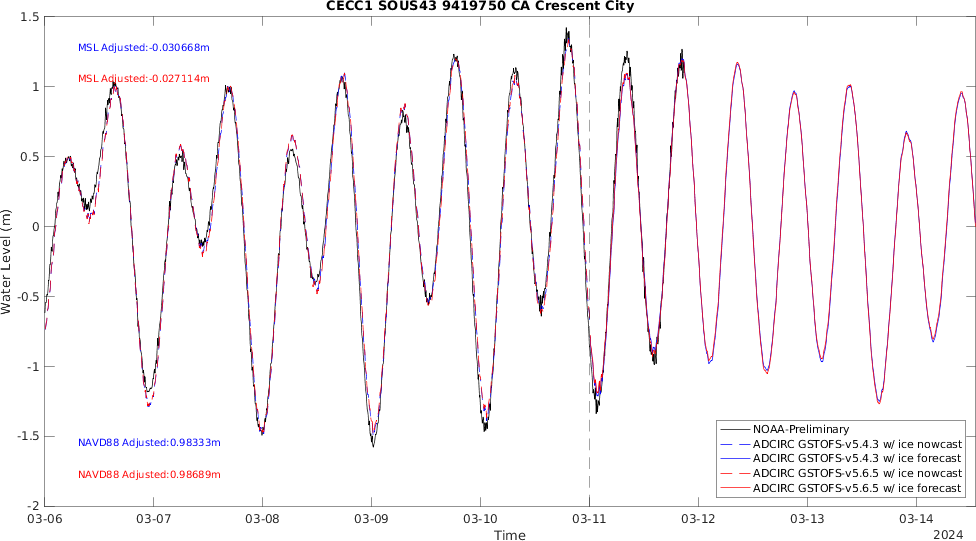 CECC1 SOUS43 9419750 CA Crescent City
MSL Adjusted:-0.030668m
MSL Adjusted:-0.027114m
NAVD88 Adjusted:0.98333m
NAVD88 Adjusted:0.98689m
Water Level (m)
1.5
1
0.5
0
-0.5
-1
-1.5
-2
NOAA-Preliminary
ADCIRC GSTOFS-v5.4.3 w/ ice nowcast
ADCIRC GSTOFS-v5.4.3 w/ ice forecast
ADCIRC GSTOFS-v5.6.5 w/ ice nowcast
ADCIRC GSTOFS-v5.6.5 w/ ice forecast
03-06 03-07 03-08 03-09 03-10 03-11 03-12 03-13 03-14
Time
2024